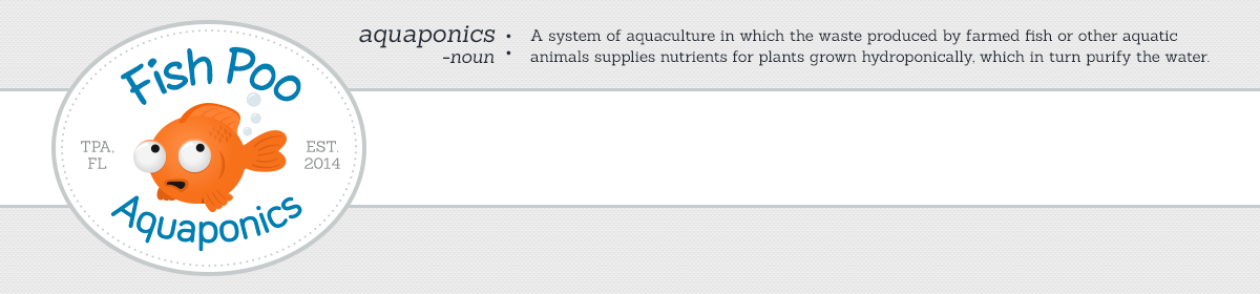 Fish Poo
TPA,
FL
EST.
2014
Aquaponics
aquaponics •
-noun •
A system of aquaculture in which the waste produced by farmed fish or other aquatic
animals supplies nutrients for plants grown hydroponically, which in turn purify the water.